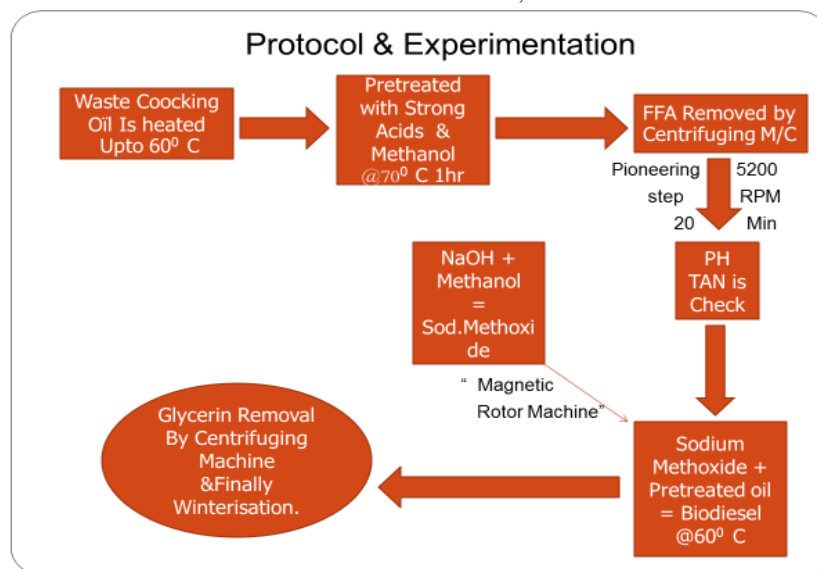 Protocol & Experimentation
Waste Coocking
Oïl Is heated
Upto 60⁰ C
Pretreated
with Strong
Acids &
Methanol
@70⁰ C 1hr
FFA Removed by
Centrifuging M/C
Pioneering 5200
step RPM
20 Min
PH
TAN is
Check
NaOH +
Methanol
=
Sod.Methoxi
de
“ Magnetic
Rotor Machine”
Sodium
Methoxide +
Pretreated oil
= Biodiesel
@60⁰ C
Glycerin Removal
By Centrifuging
Machine
&Finally
Winterisation.